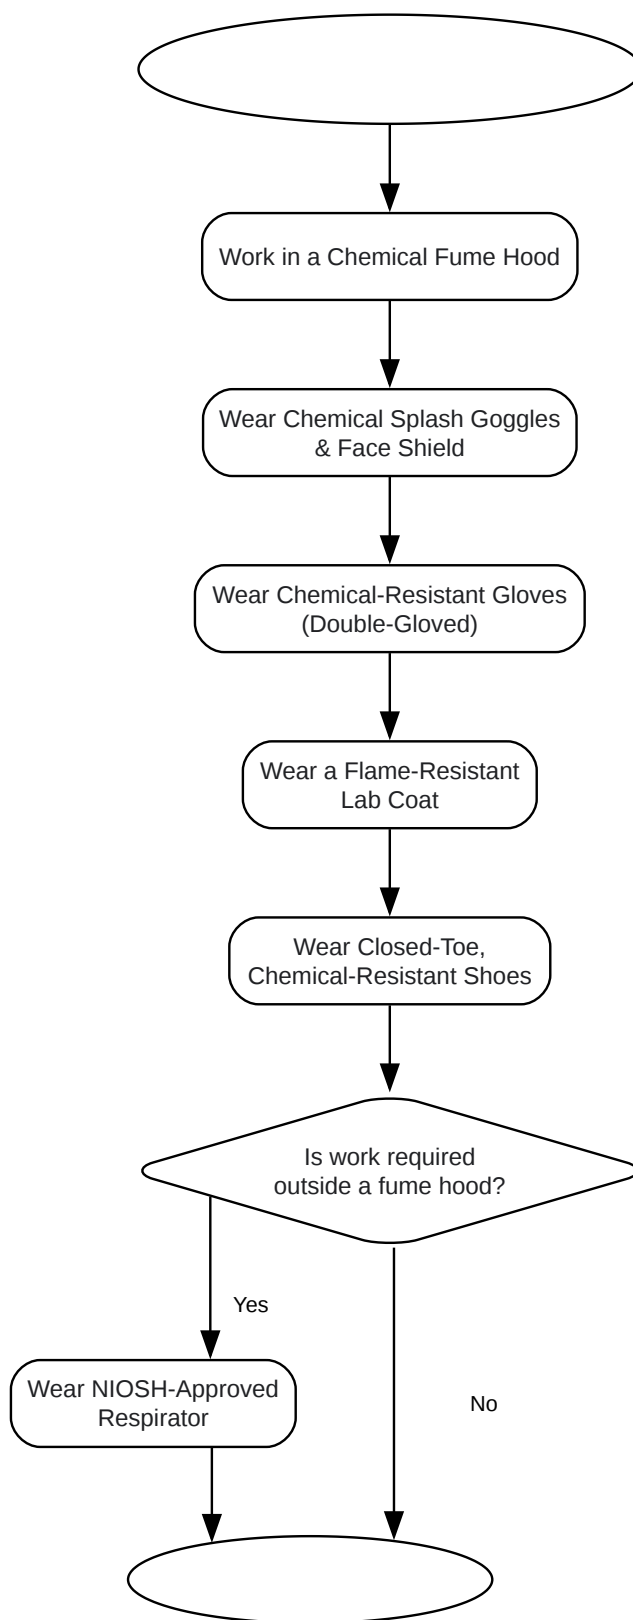 Work in a Chemical Fume Hood
Wear Chemical Splash Goggles
& Face Shield
Wear Chemical-Resistant Gloves
(Double-Gloved)
Wear a Flame-Resistant
Lab Coat
Wear Closed-Toe,
Chemical-Resistant Shoes
Is work required
outside a fume hood?
Yes
Wear NIOSH-Approved
Respirator
No